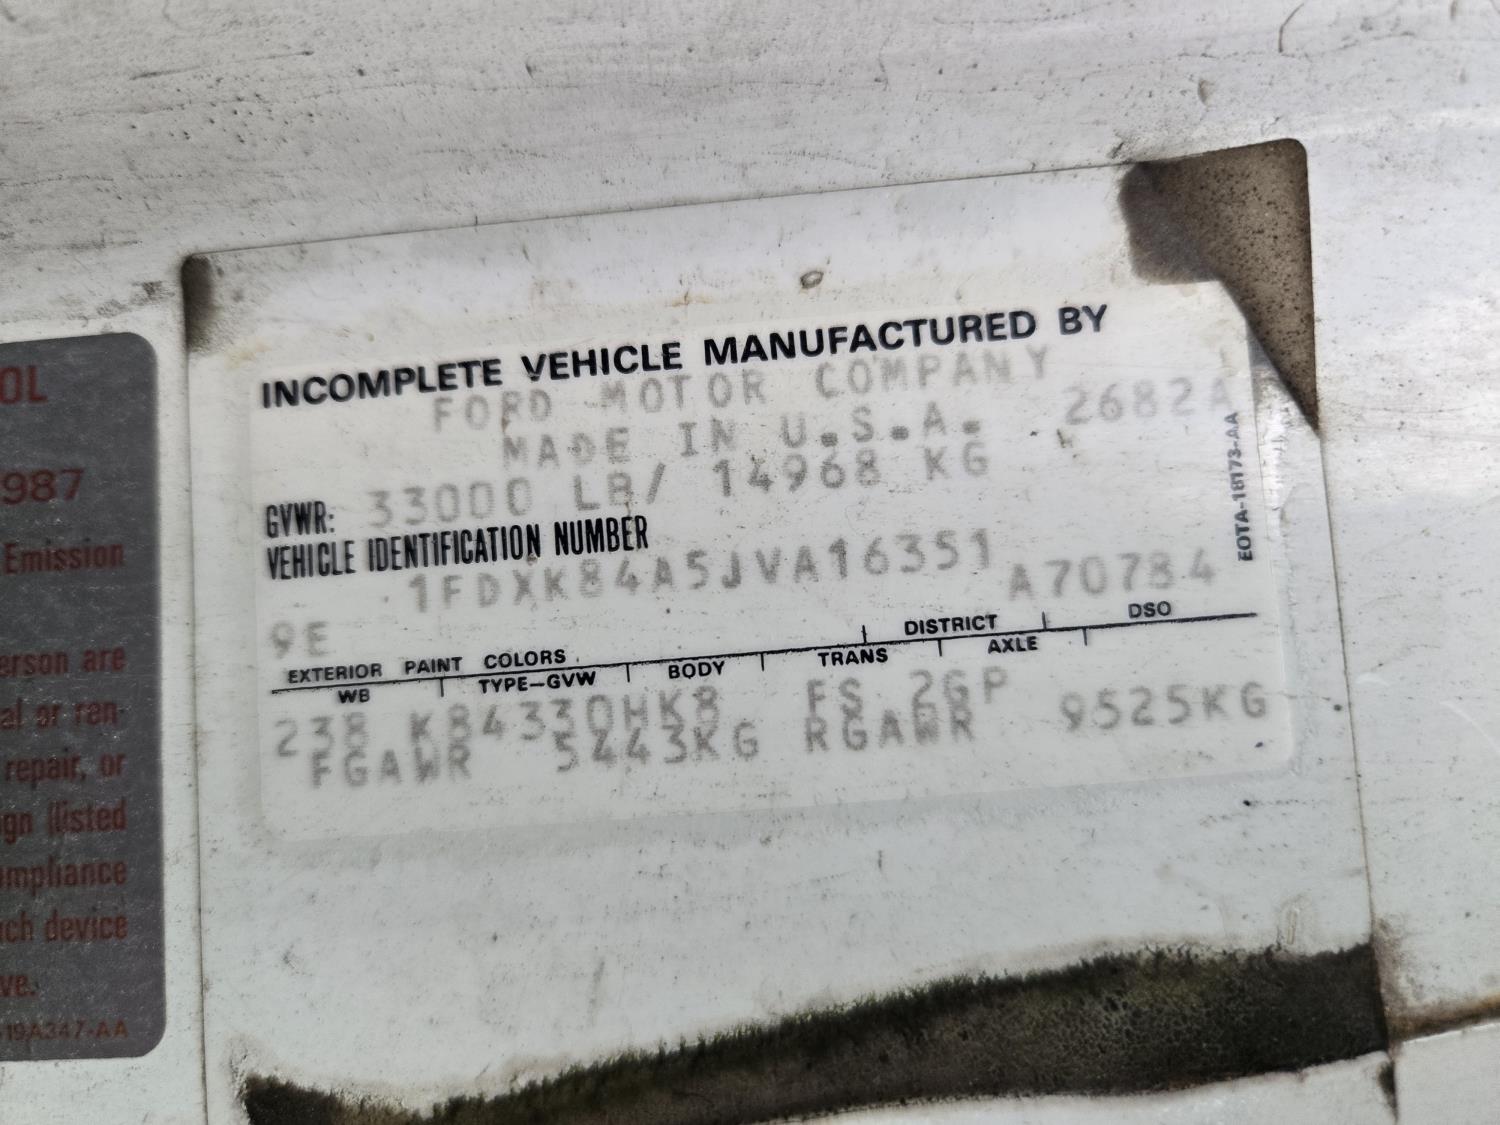 OL
987
Emission
erson are
al or ran-
repair, or
gn (listed
mpliance
ch device
ve.
19A347-AA
INCOMPLETE VEHICLE MANUFACTURED BY
FORD MOTOR COMPANY
MADE IN U.S.A. 2682A
GVWR: 33000 LB/ 14968 KG
VEHICLE IDENTIFICATION NUMBER
1FDXK84A5JVA16351
9E A70784
EXTERIOR PAINT COLORS DISTRICT DSO
WB TYPE-GVW BODY TRANS AXLE
238 K84330HK8 FS 2GP
FGAWR 5443KG RGAWR 9525KG
E0TA-18173-AA